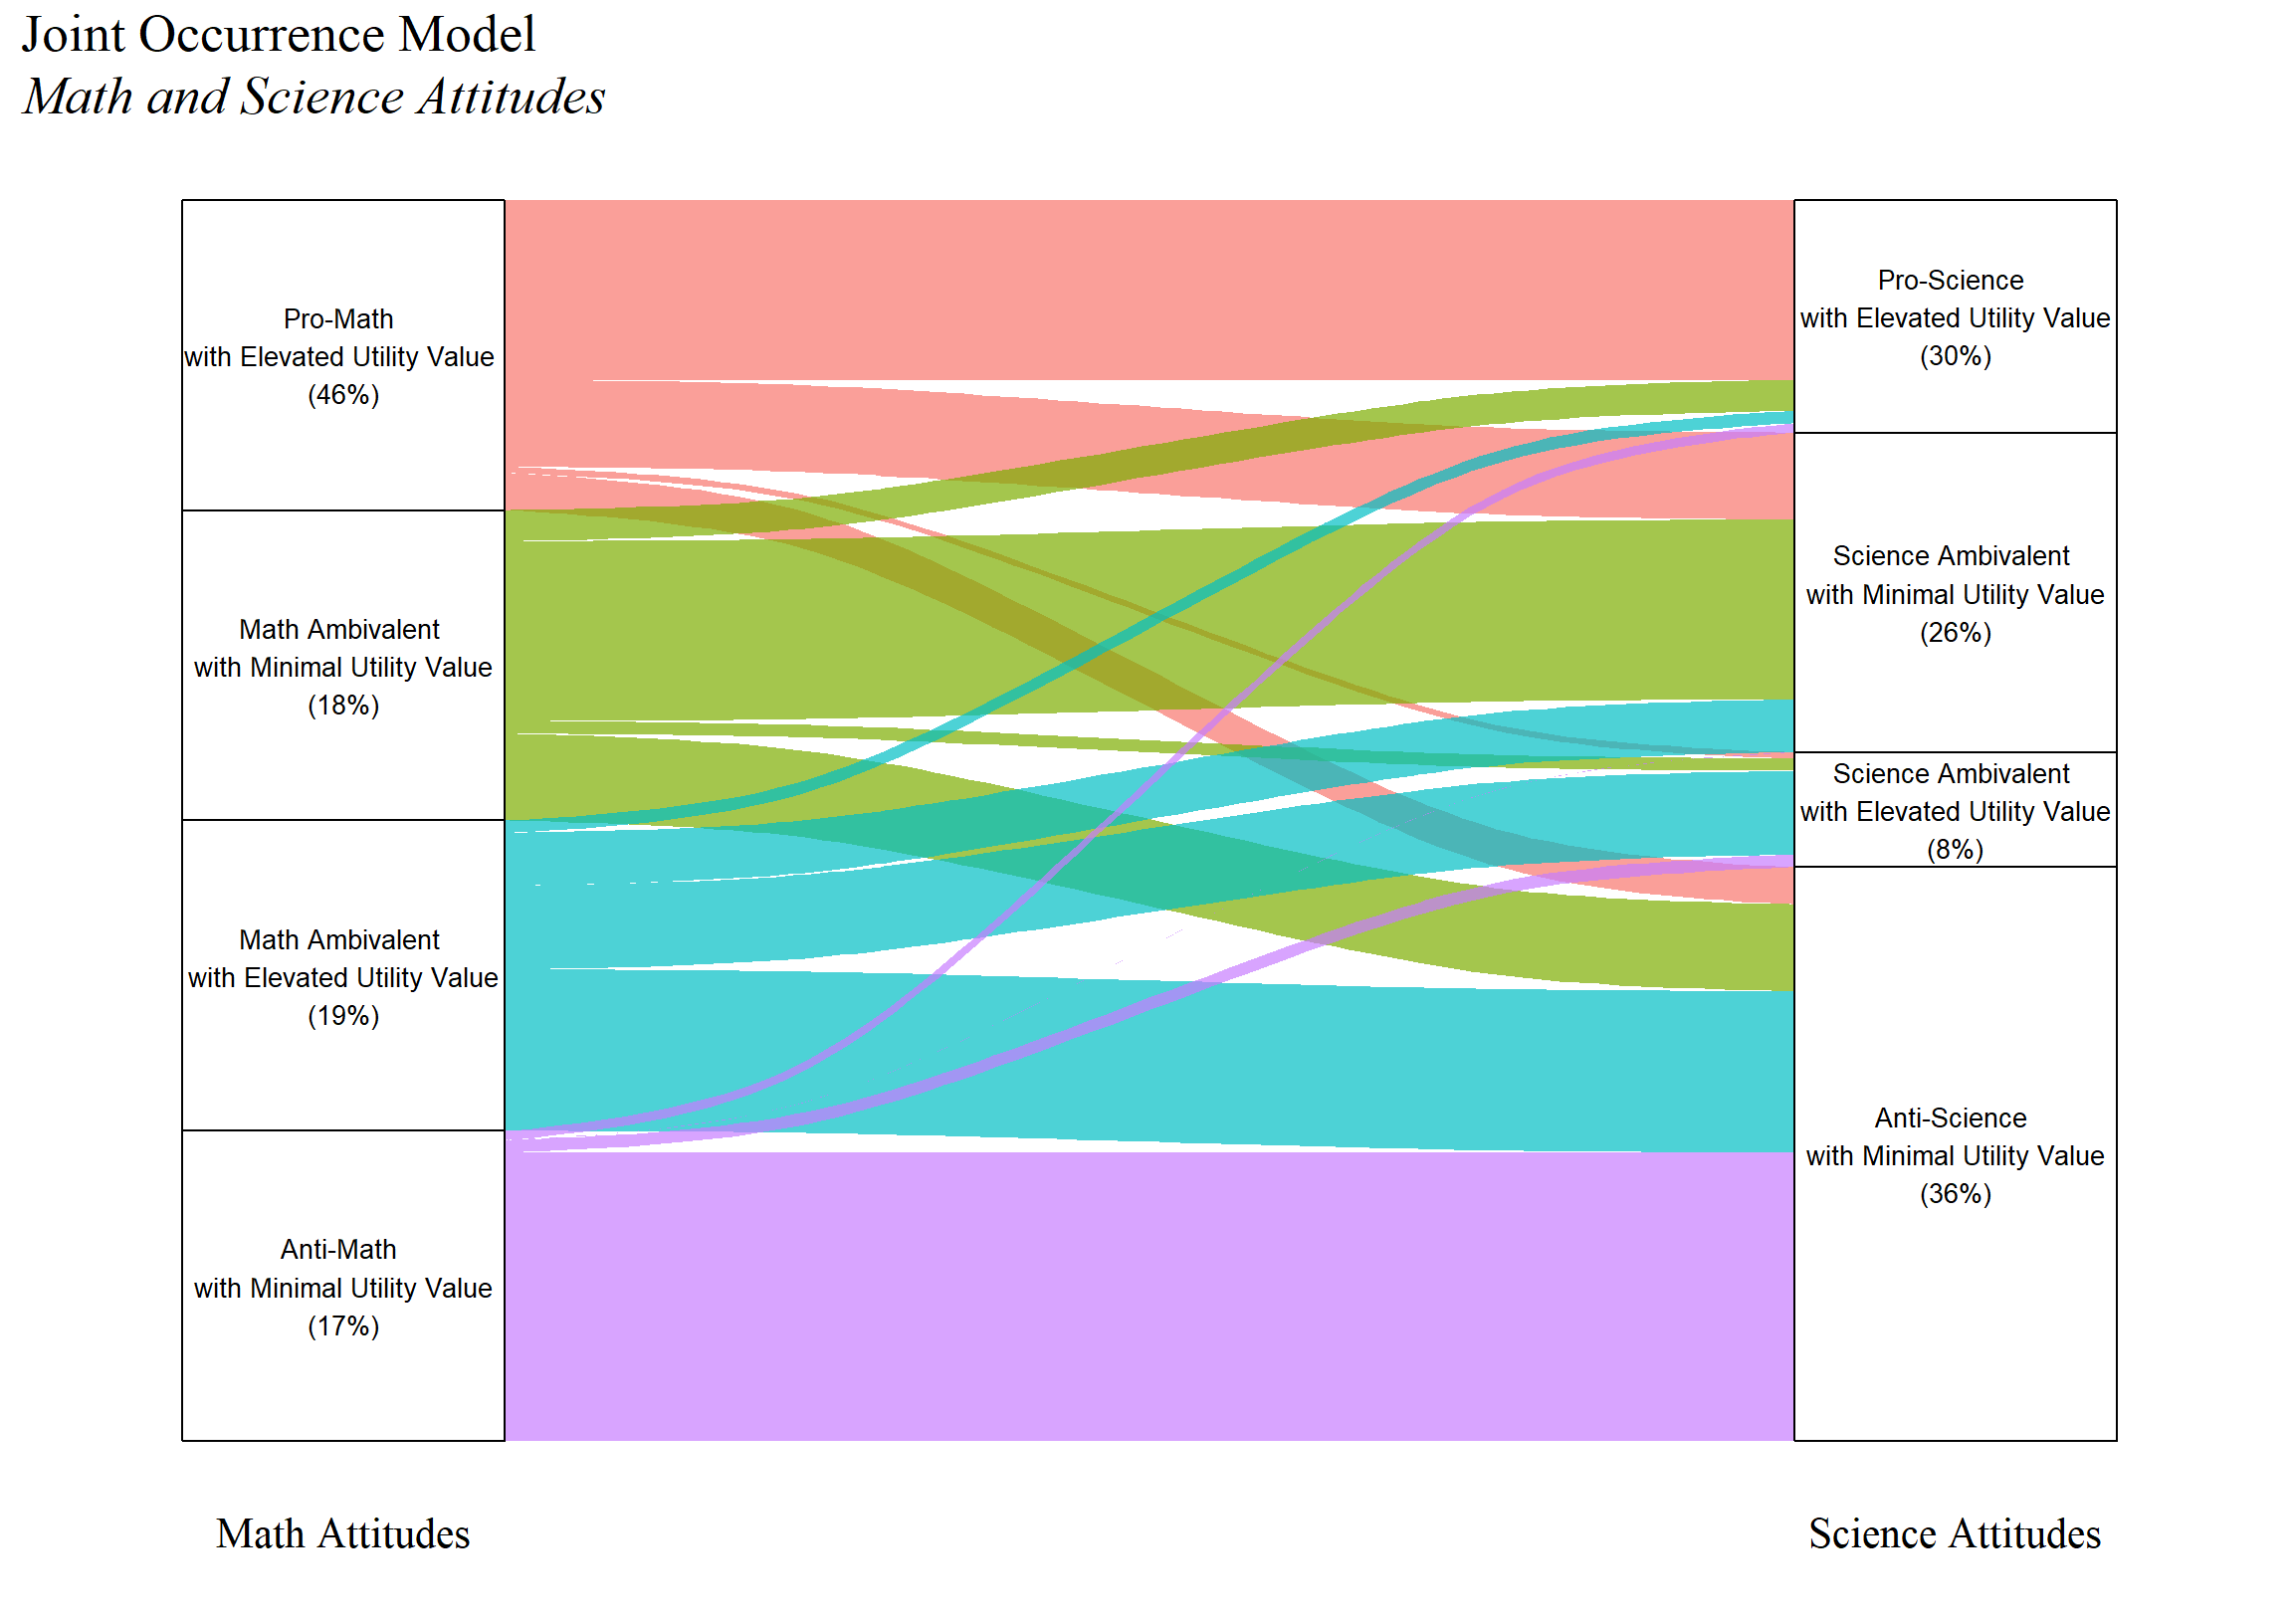 Joint Occurrence Model
Math and Science Attitudes
Pro-Math
with Elevated Utility Value
(46%)
Math Ambivalent
with Minimal Utility Value
(18%)
Math Ambivalent
with Elevated Utility Value
(19%)
Anti-Math
with Minimal Utility Value
(17%)
Pro-Science
with Elevated Utility Value
(30%)
Science Ambivalent
with Minimal Utility Value
(26%)
Science Ambivalent
with Elevated Utility Value
(8%)
Anti-Science
with Minimal Utility Value
(36%)
Math Attitudes
Science Attitudes